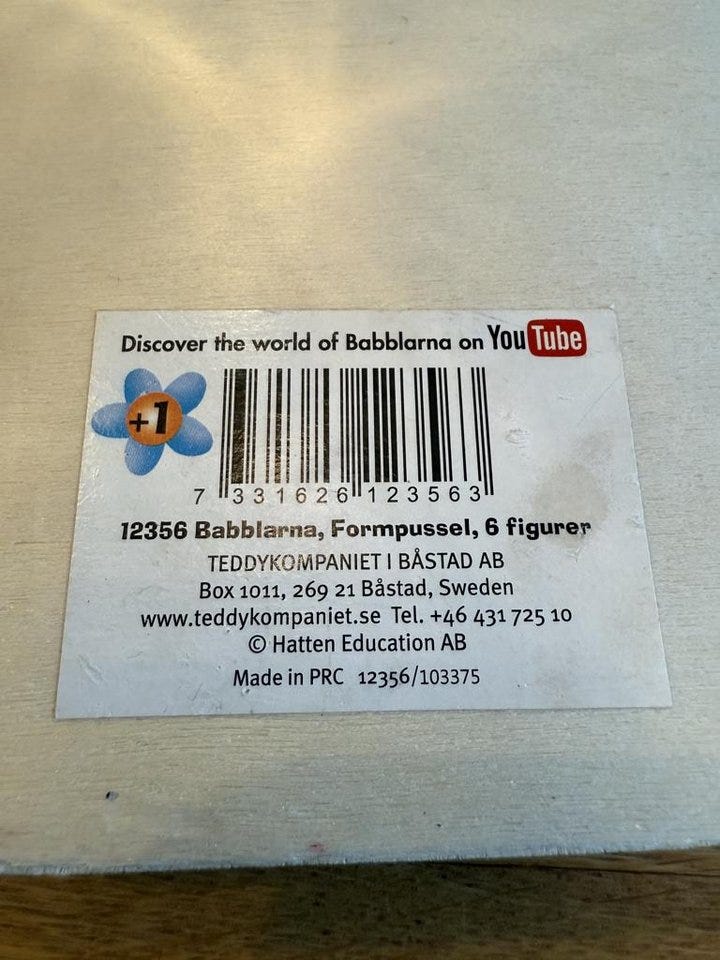 Discover the world of Babblarna on YouTube
+1
7 331626 123563
12356 Babblarna, Formpussel, 6 figurer
TEDDYKOMPANIET I BÅSTAD AB
Box 1011, 269 21 Båstad, Sweden
www.teddykompaniet.se Tel. +46 431 725 10
© Hatten Education AB
Made in PRC 12356/103375